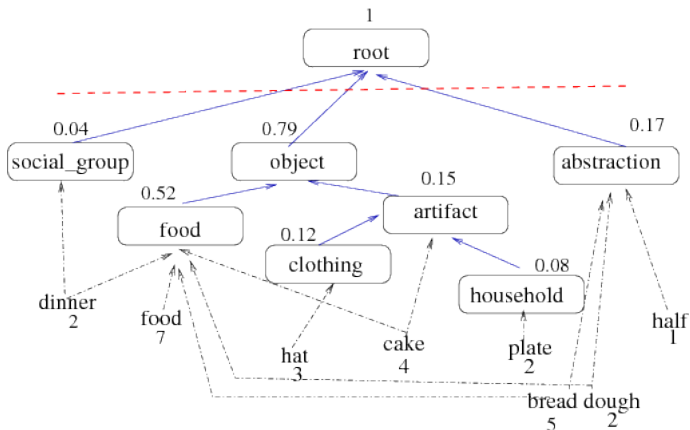 1
root
0.04
0.79
0.17
social_group
object
abstraction
0.52
0.15
food
artifact
0.12
clothing
0.08
household
dinner
2
food
7
hat
3
cake
4
plate
2
half
1
bread dough
5
2